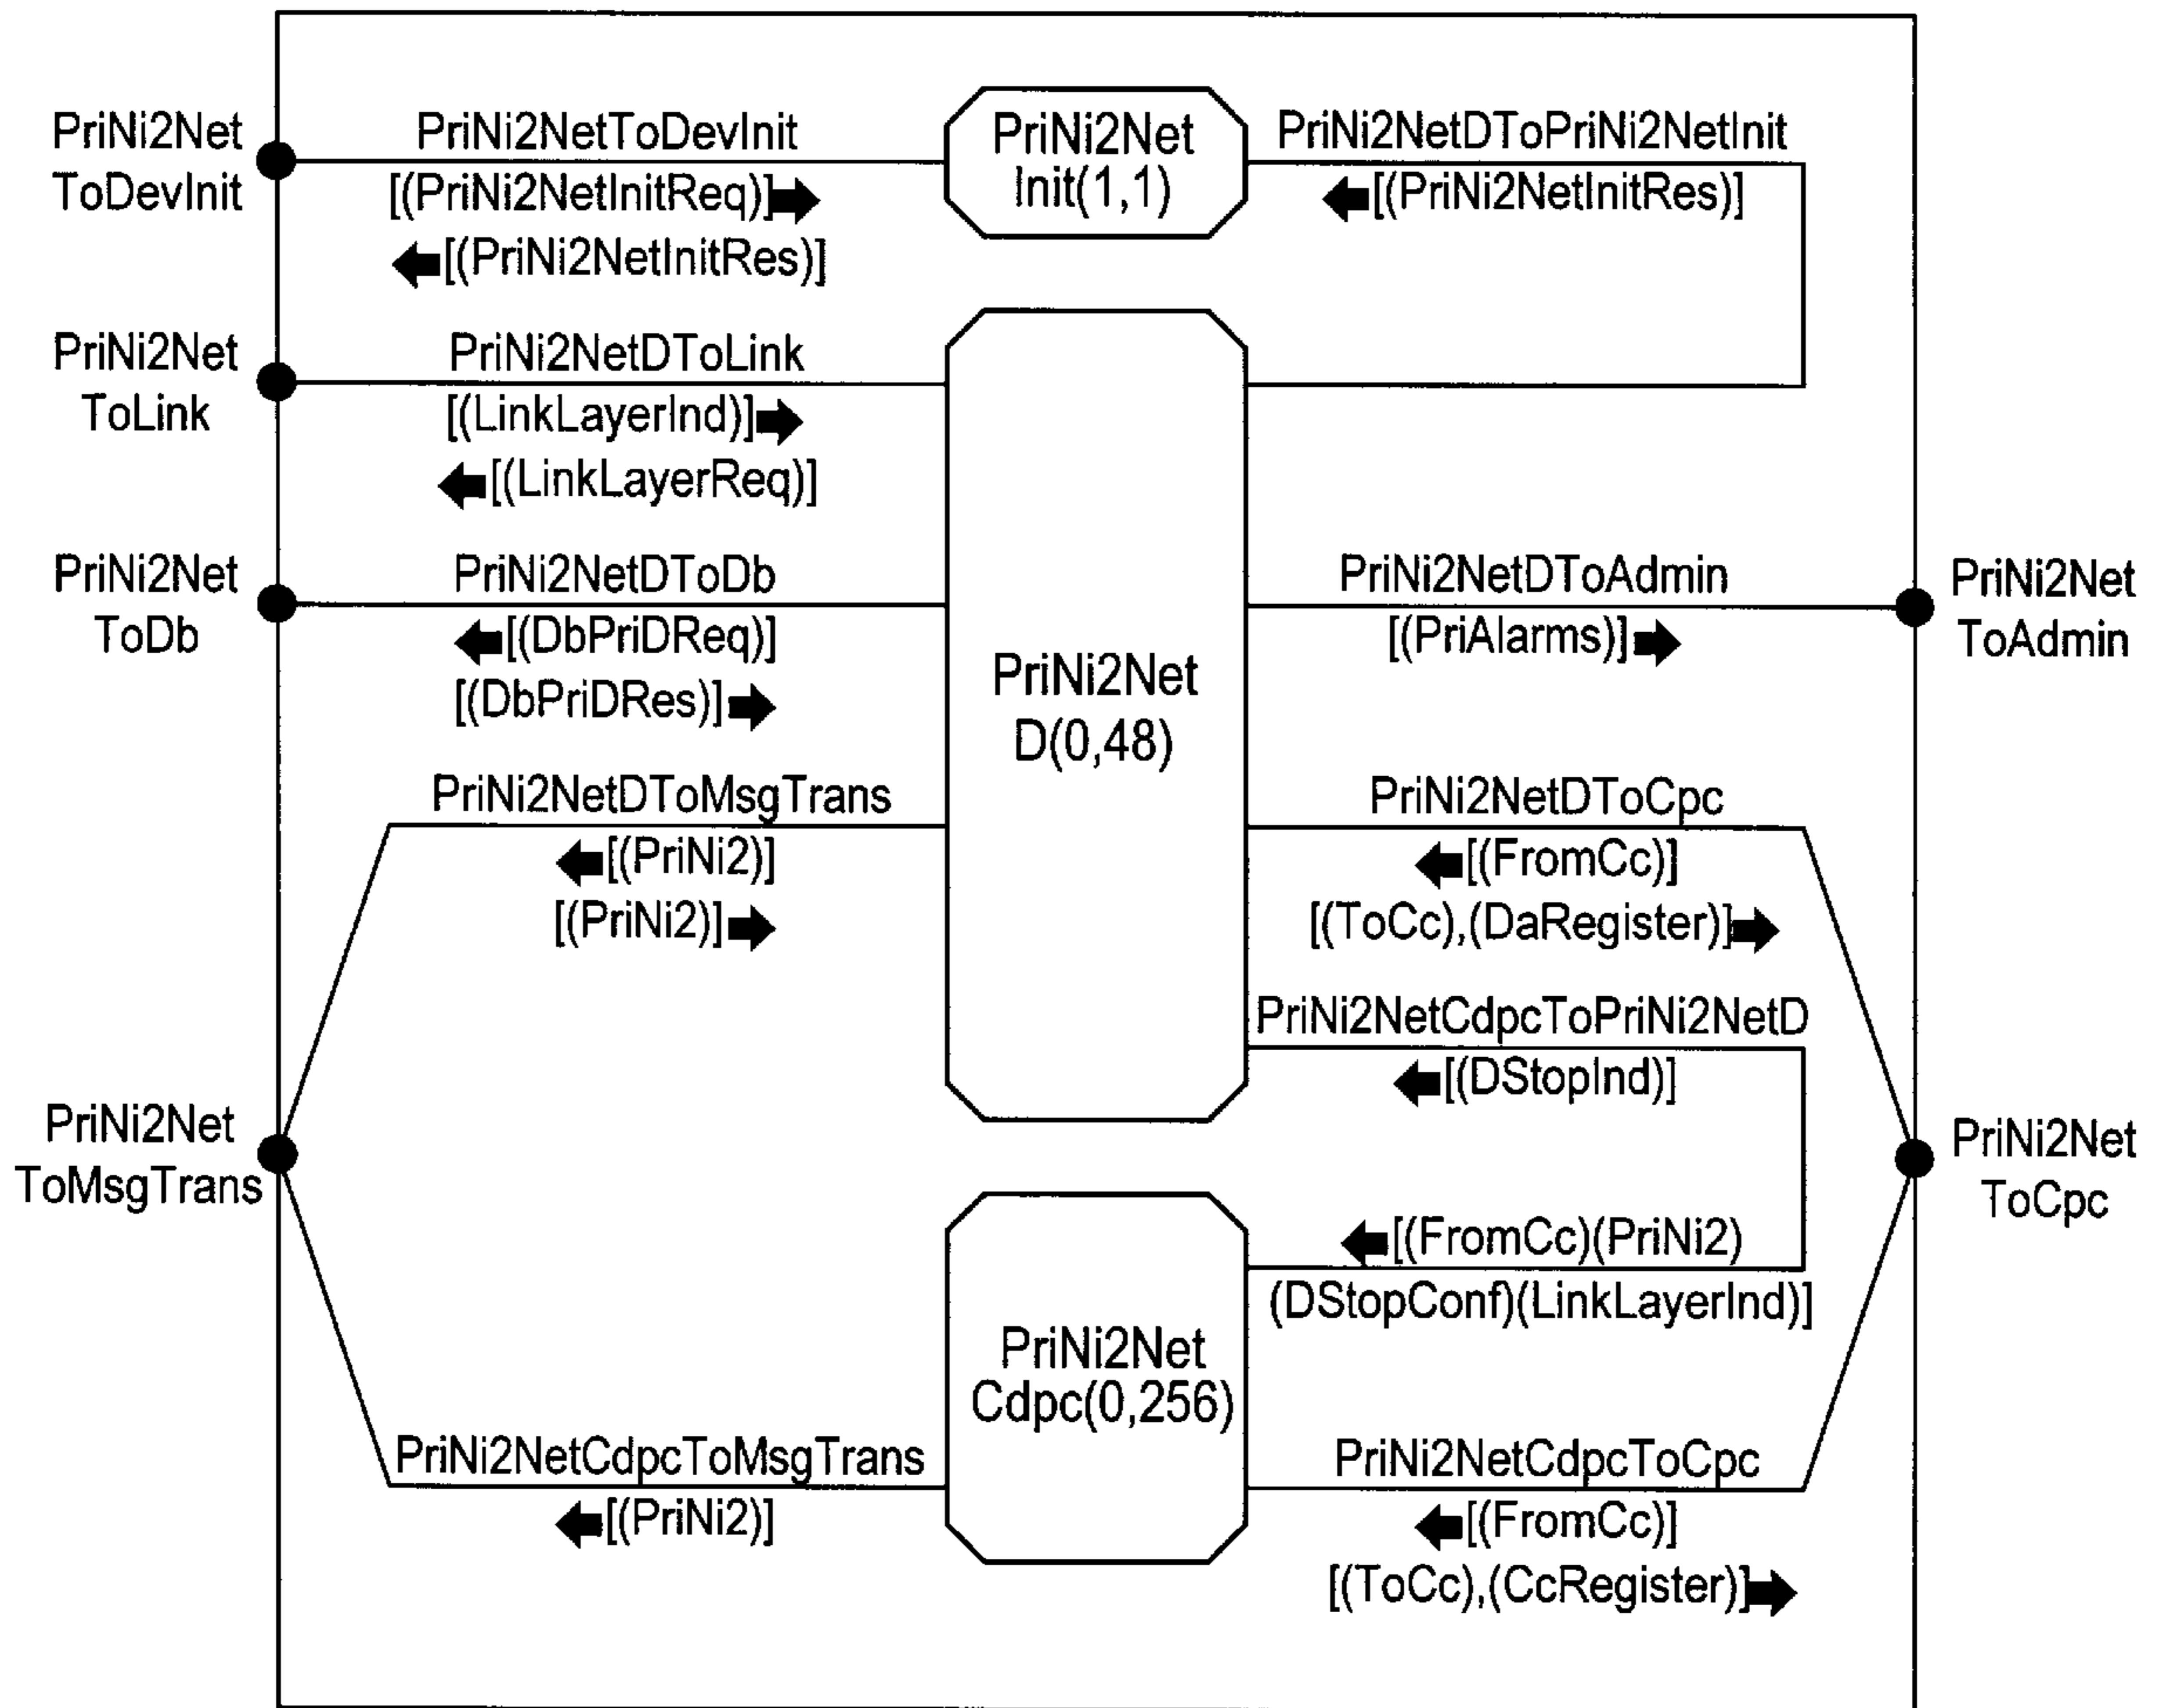 PriNi2Net
ToDevInit
PriNi2NetToDevInit
[(PriNi2NetInitReq)]
[(PriNi2NetInitRes)]
PriNi2Net
Init(1,1)
PriNi2NetDToPriNi2NetInit
[(PriNi2NetInitRes)]
PriNi2Net
ToLink
PriNi2NetDToLink
[(LinkLayerInd)]
[(LinkLayerReq)]
PriNi2Net
ToDb
PriNi2NetDToDb
[(DbPriDReq)]
[(DbPriDRes)]
PriNi2Net
D(0,48)
PriNi2NetDToAdmin
[(PriAlarms)]
PriNi2Net
ToAdmin
PriNi2NetDToMsgTrans
[(PriNi2)]
[(PriNi2)]
PriNi2NetDToCpc
[(FromCc)]
[(ToCc),(DaRegister)]
PriNi2NetCdpcToPriNi2NetD
[(DStopInd)]
PriNi2Net
ToMsgTrans
PriNi2Net
ToCpc
[(FromCc)(PriNi2)
(DStopConf)(LinkLayerInd)]
PriNi2Net
Cdpc(0,256)
PriNi2NetCdpcToMsgTrans
[(PriNi2)]
PriNi2NetCdpcToCpc
[(FromCc)]
[(ToCc),(CcRegister)]